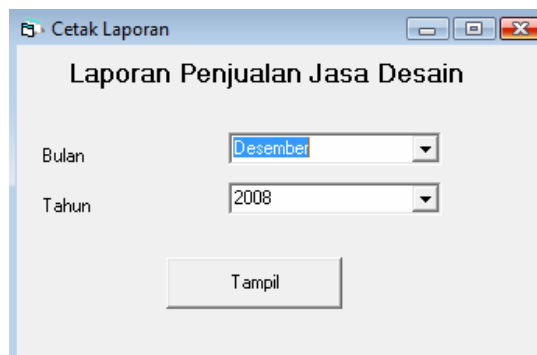 Cetak Laporan
Laporan Penjualan Jasa Desain
Bulan Desember
Tahun 2008
Tampil